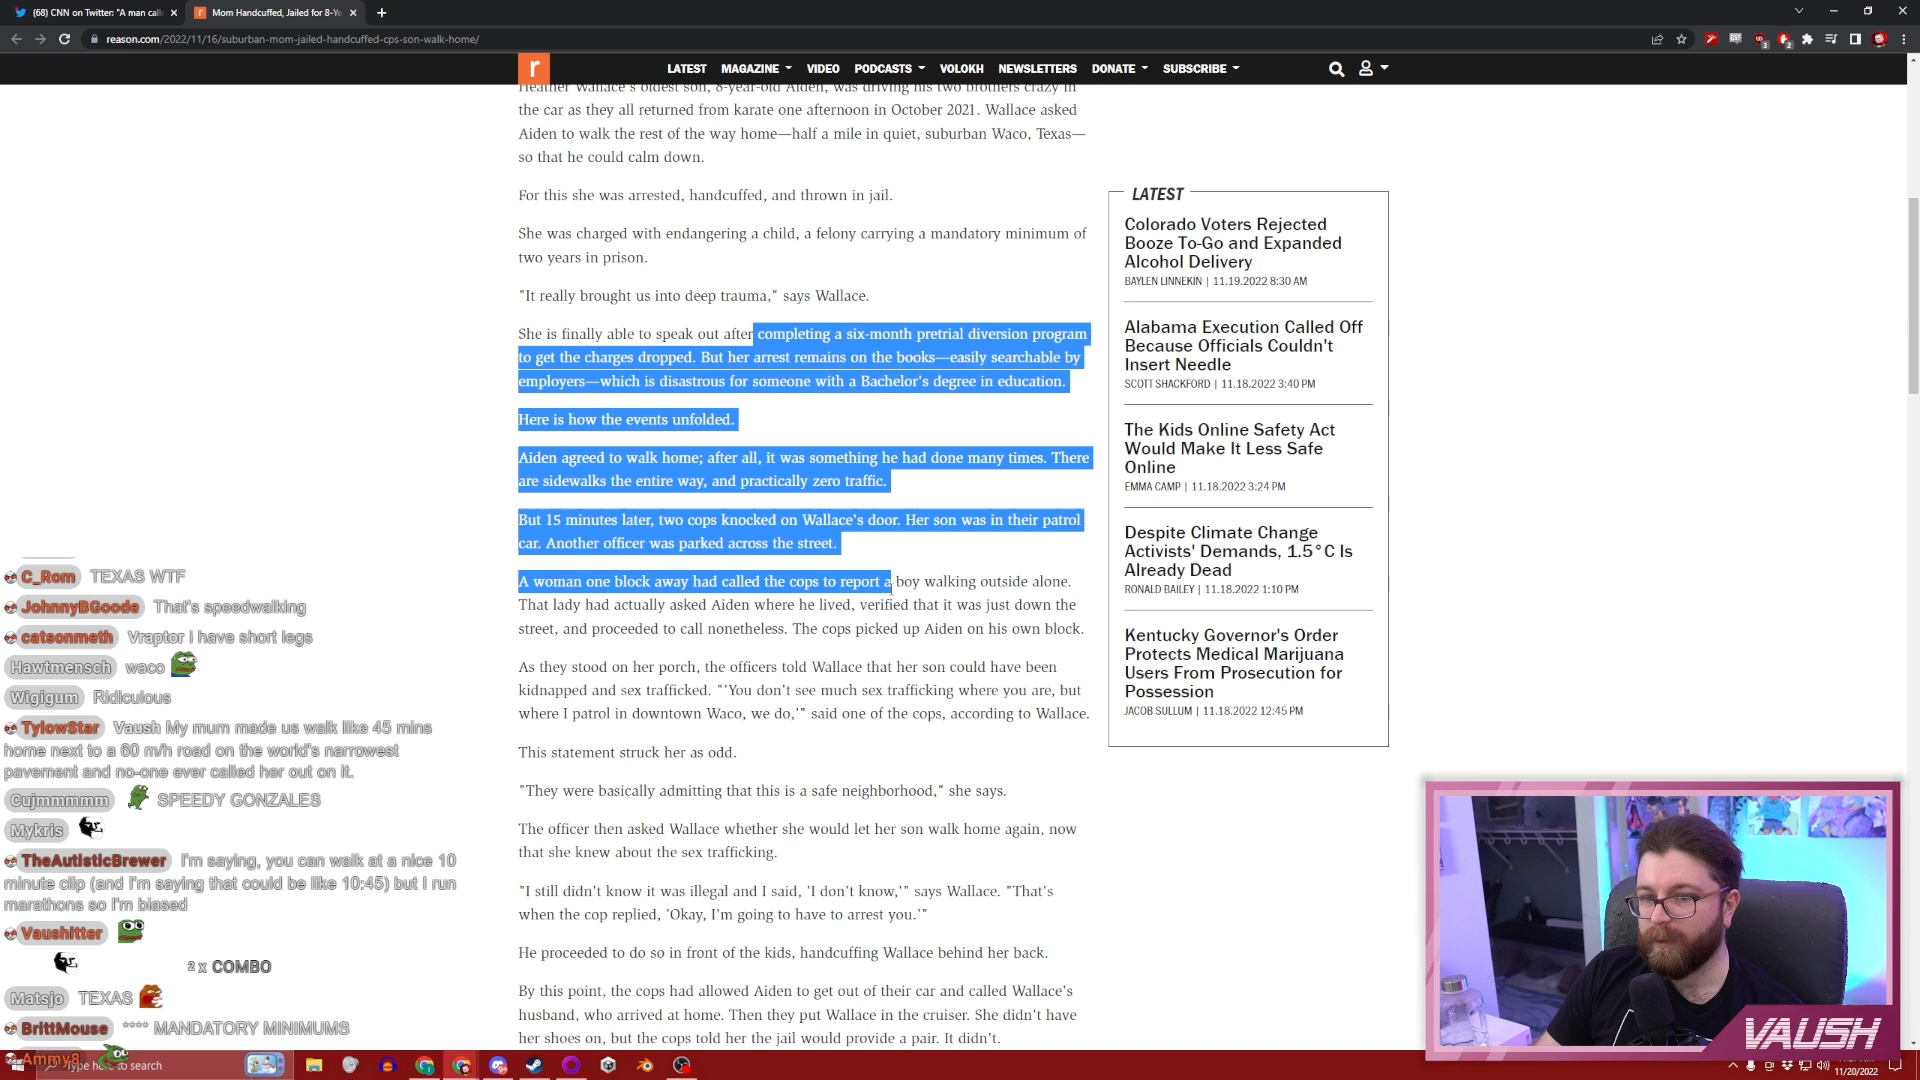 (68) CNN on Twitter: "A man call
Mom Handcuffed, Jailed for 8-Ye
reason.com/2022/11/16/suburban-mom-jailed-handcuffed-cps-son-walk-home/
r
LATEST
MAGAZINE
VIDEO
PODCASTS
VOLOKH
NEWSLETTERS
DONATE
SUBSCRIBE
Heather Wallace's oldest son, 8-year-old Aiden, was driving his two brothers crazy in
the car as they all returned from karate one afternoon in October 2021. Wallace asked
Aiden to walk the rest of the way home—half a mile in quiet, suburban Waco, Texas—
so that he could calm down.
For this she was arrested, handcuffed, and thrown in jail.
She was charged with endangering a child, a felony carrying a mandatory minimum of
two years in prison.
"It really brought us into deep trauma," says Wallace.
She is finally able to speak out after completing a six-month pretrial diversion program
to get the charges dropped. But her arrest remains on the books—easily searchable by
employers—which is disastrous for someone with a Bachelor's degree in education.
Here is how the events unfolded.
Aiden agreed to walk home; after all, it was something he had done many times. There
are sidewalks the entire way, and practically zero traffic.
But 15 minutes later, two cops knocked on Wallace's door. Her son was in their patrol
car. Another officer was parked across the street.
A woman one block away had called the cops to report a boy walking outside alone.
That lady had actually asked Aiden where he lived, verified that it was just down the
street, and proceeded to call nonetheless. The cops picked up Aiden on his own block.
As they stood on her porch, the officers told Wallace that her son could have been
kidnapped and sex trafficked. "'You don't see much sex trafficking where you are, but
where I patrol in downtown Waco, we do,'" said one of the cops, according to Wallace.
This statement struck her as odd.
"They were basically admitting that this is a safe neighborhood," she says.
The officer then asked Wallace whether she would let her son walk home again, now
that she knew about the sex trafficking.
"I still didn't know it was illegal and I said, 'I don't know,'" says Wallace. "That's
when the cop replied, 'Okay, I'm going to have to arrest you.'"
He proceeded to do so in front of the kids, handcuffing Wallace behind her back.
By this point, the cops had allowed Aiden to get out of their car and called Wallace's
husband, who arrived at home. Then they put Wallace in the cruiser. She didn't have
her shoes on, but the cops told her the jail would provide a pair. It didn't.
LATEST
Colorado Voters Rejected
Booze To-Go and Expanded
Alcohol Delivery
BAYLEN LINNEKIN | 11.19.2022 8:30 AM
Alabama Execution Called Off
Because Officials Couldn't
Insert Needle
SCOTT SHACKFORD | 11.18.2022 3:40 PM
The Kids Online Safety Act
Would Make It Less Safe
Online
EMMA CAMP | 11.18.2022 3:24 PM
Despite Climate Change
Activists' Demands, 1.5°C Is
Already Dead
RONALD BAILEY | 11.18.2022 1:10 PM
Kentucky Governor's Order
Protects Medical Marijuana
Users From Prosecution for
Possession
JACOB SULLUM | 11.18.2022 12:45 PM
C_Rom TEXAS WTF
JohnnyBGoode That's speedwalking
catsonmeth Vraptor i have short legs
Hawtmensch waco
Wigigum Ridiculous
TylowStar Vaush My mum made us walk like 45 mins
home next to a 60 m/h road on the world's narrowest
pavement and no-one ever called her out on it.
Cujmmmmm SPEEDY GONZALES
Mykris
TheAutisticBrewer I'm saying, you can walk at a nice 10
minute clip (and I'm saying that could be like 10:45) but I run
marathons so I'm biased
Vaushitter
2 x COMBO
Matsjo TEXAS
BrittMouse **** MANDATORY MINIMUMS
Ammy8
Type here to search
VAUSH
11/20/2022